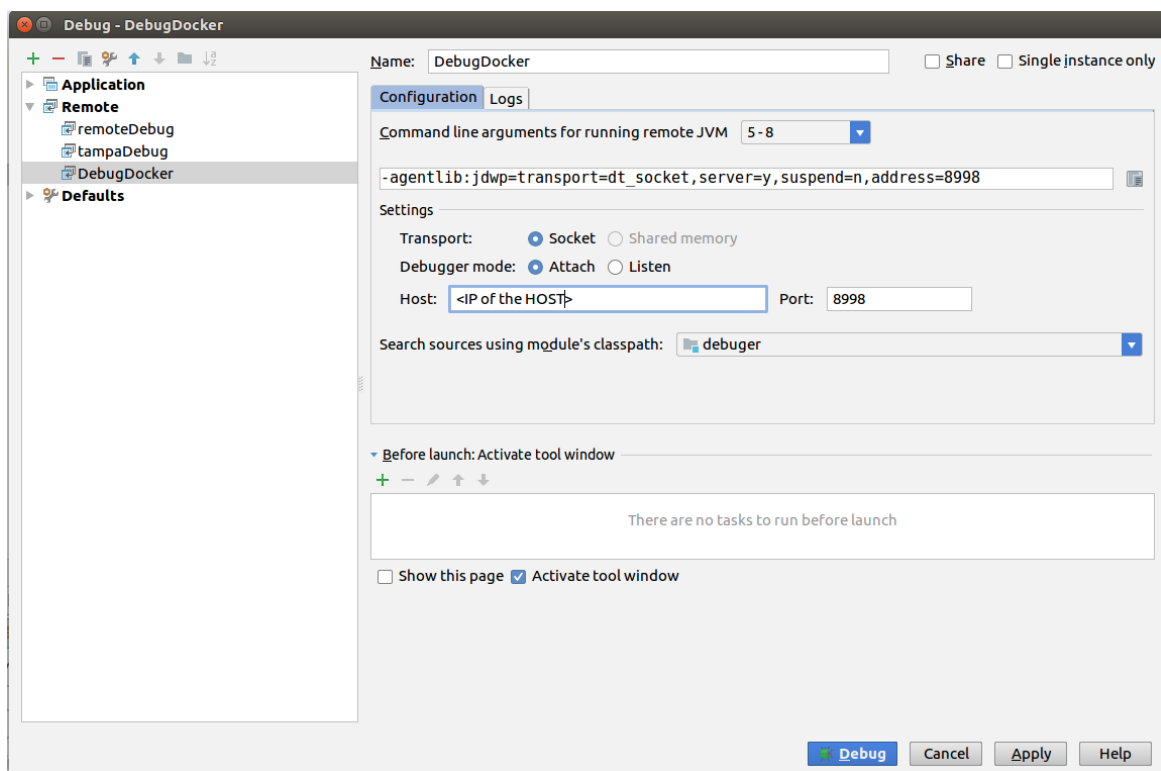 Debug - DebugDocker
Name: DebugDocker
Share
Single instance only
Application
Remote
remoteDebug
tampaDebug
DebugDocker
Defaults
Configuration
Logs
Command line arguments for running remote JVM 5 - 8
-agentlib:jdwp=transport=dt_socket,server=y,suspend=n,address=8998
Settings
Transport: Socket Shared memory
Debugger mode: Attach Listen
Host: <IP of the HOST> Port: 8998
Search sources using module's classpath: debuger
Before launch: Activate tool window
There are no tasks to run before launch
Show this page Activate tool window
Debug Cancel Apply Help